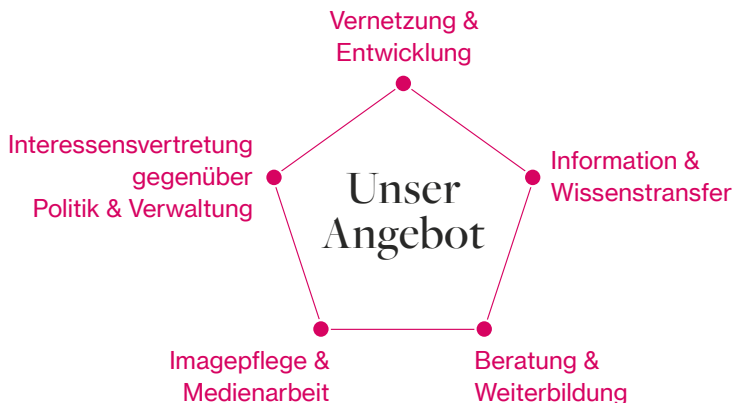 Vernetzung &
Entwicklung
Interessensvertretung
gegenüber
Politik & Verwaltung
Unser
Angebot
Information &
Wissenstransfer
Imagepflege &
Medienarbeit
Beratung &
Weiterbildung